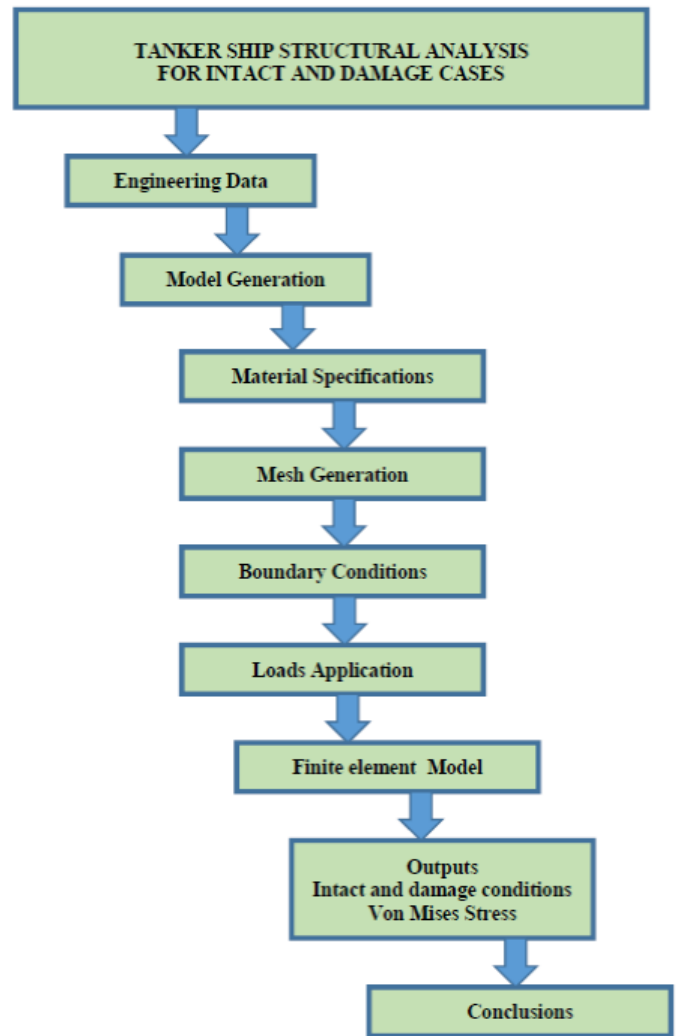 TANKER SHIP STRUCTURAL ANALYSIS
FOR INTACT AND DAMAGE CASES
Engineering Data
Model Generation
Material Specifications
Mesh Generation
Boundary Conditions
Loads Application
Finite element Model
Outputs
Intact and damage conditions
Von Mises Stress
Conclusions